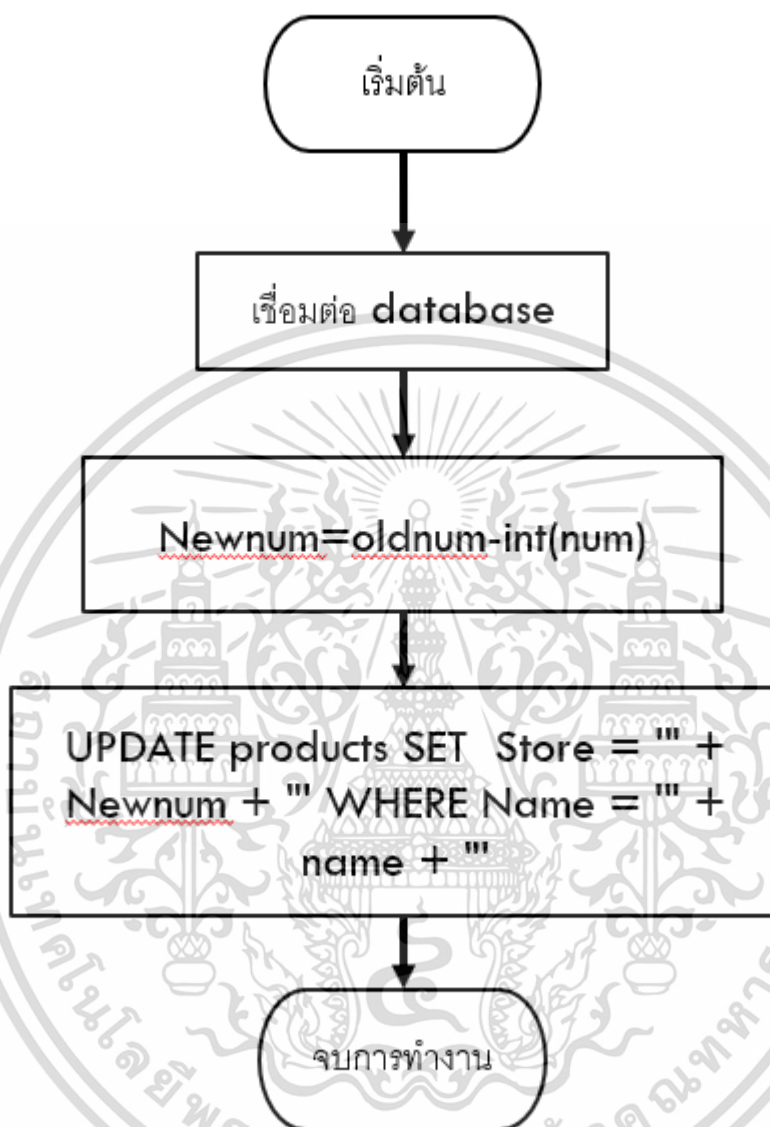 เริ่มต้น
เชื่อมต่อ database
Newnum=oldnum-int(num)
UPDATE products SET Store = '" +
Newnum + "' WHERE Name = '" +
name + "'
จบการทำงาน